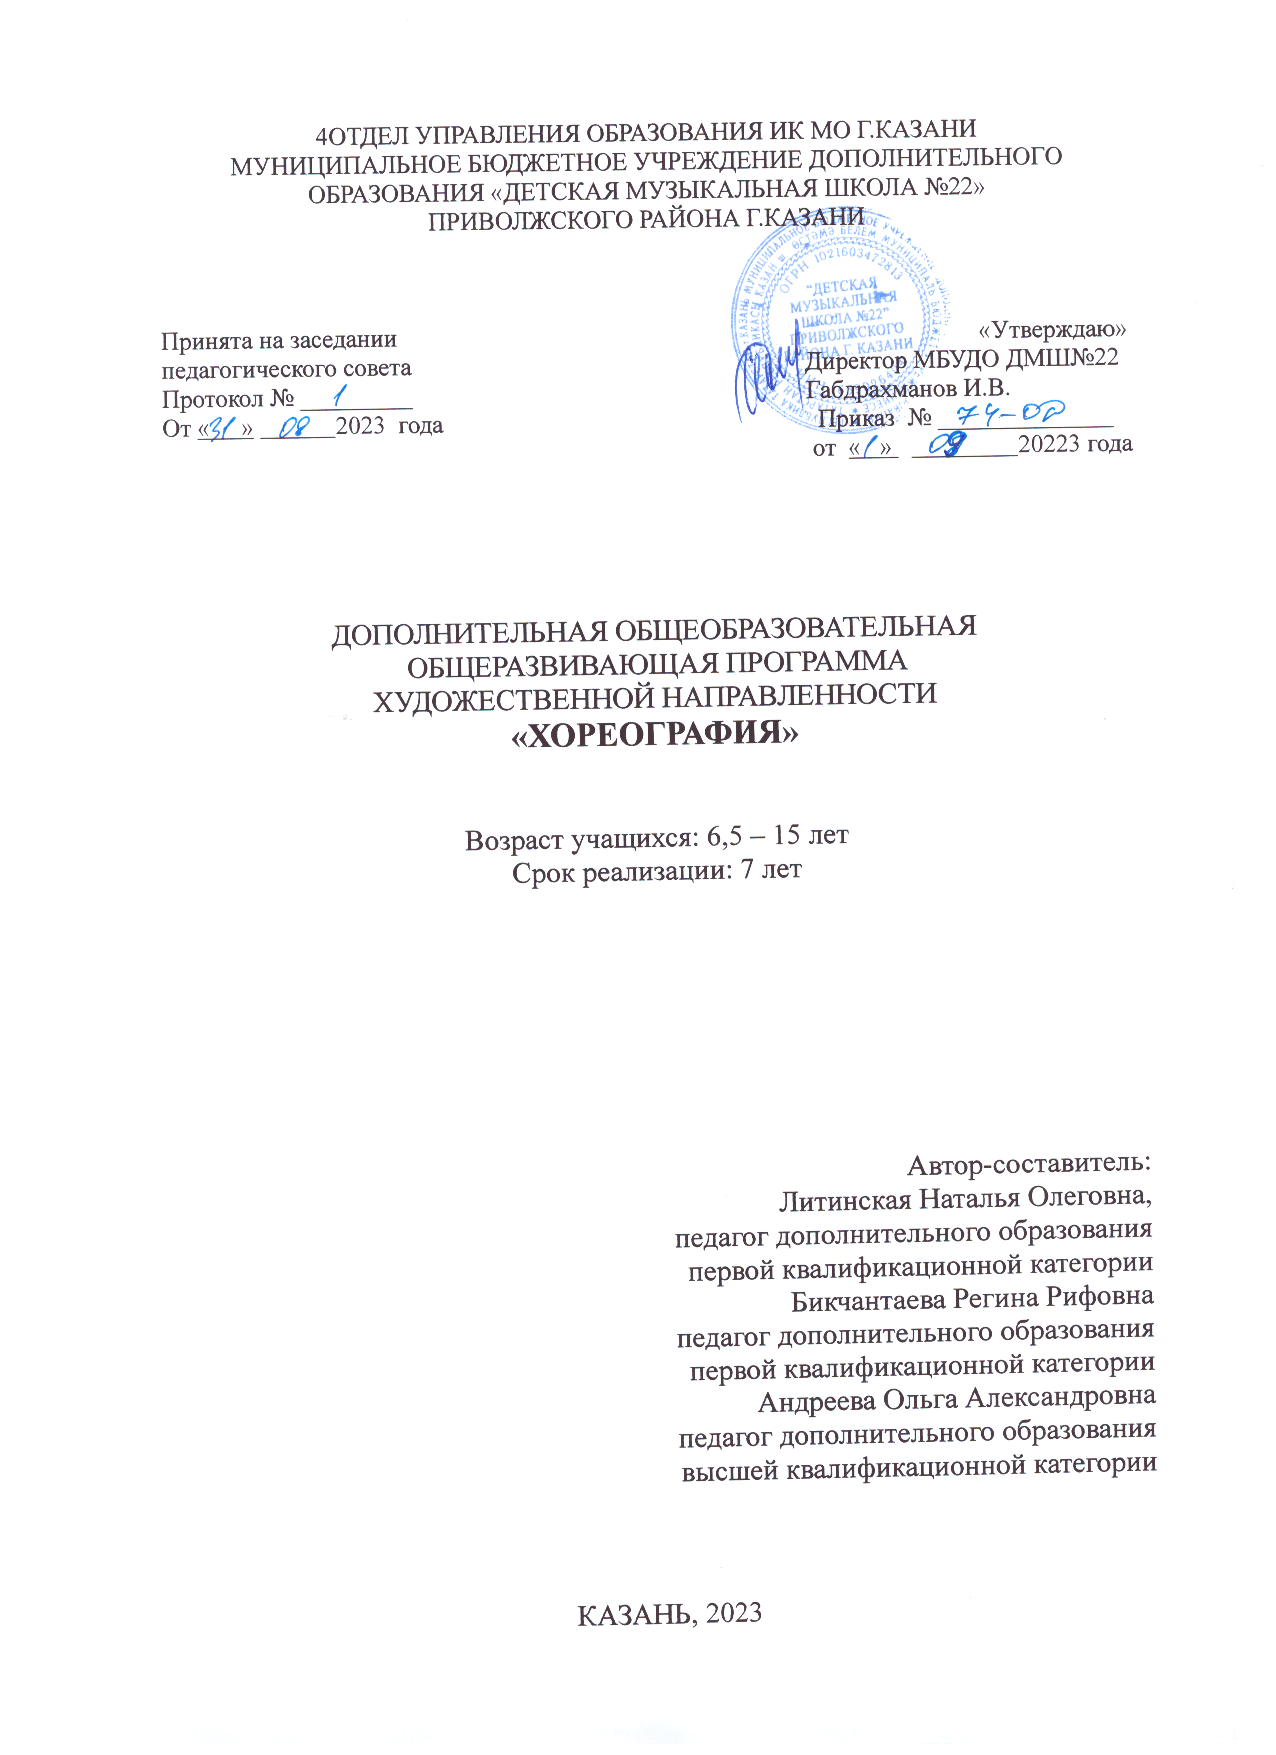 4ОТДЕЛ УПРАВЛЕНИЯ ОБРАЗОВАНИЯ ИК МО Г.КАЗАНИ
МУНИЦИПАЛЬНОЕ БЮДЖЕТНОЕ УЧРЕЖДЕНИЕ ДОПОЛНИТЕЛЬНОГО
ОБРАЗОВАНИЯ «ДЕТСКАЯ МУЗЫКАЛЬНАЯ ШКОЛА №22»
ПРИВОЛЖСКОГО РАЙОНА Г.КАЗАНИ
ОГРН 1021603472813
"ДЕТСКАЯ
МУЗЫКАЛЬНАЯ
ШКОЛА №22"
ПРИВОЛЖСКОГО
РАЙОНА Г. КАЗАНИ
Принята на заседании
педагогического совета
Протокол № 1
От «31» 08 2023 года
«Утверждаю»
Директор МБУДО ДМШ№22
Габдрахманов И.В.
Приказ № 74-ОР
от «1» 09 20223 года
ДОПОЛНИТЕЛЬНАЯ ОБЩЕОБРАЗОВАТЕЛЬНАЯ
ОБЩЕРАЗВИВАЮЩАЯ ПРОГРАММА
ХУДОЖЕСТВЕННОЙ НАПРАВЛЕННОСТИ
«ХОРЕОГРАФИЯ»
Возраст учащихся: 6,5 – 15 лет
Срок реализации: 7 лет
Автор-составитель:
Литинская Наталья Олеговна,
педагог дополнительного образования
первой квалификационной категории
Бикчантаева Регина Рифовна
педагог дополнительного образования
первой квалификационной категории
Андреева Ольга Александровна
педагог дополнительного образования
высшей квалификационной категории
КАЗАНЬ, 2023